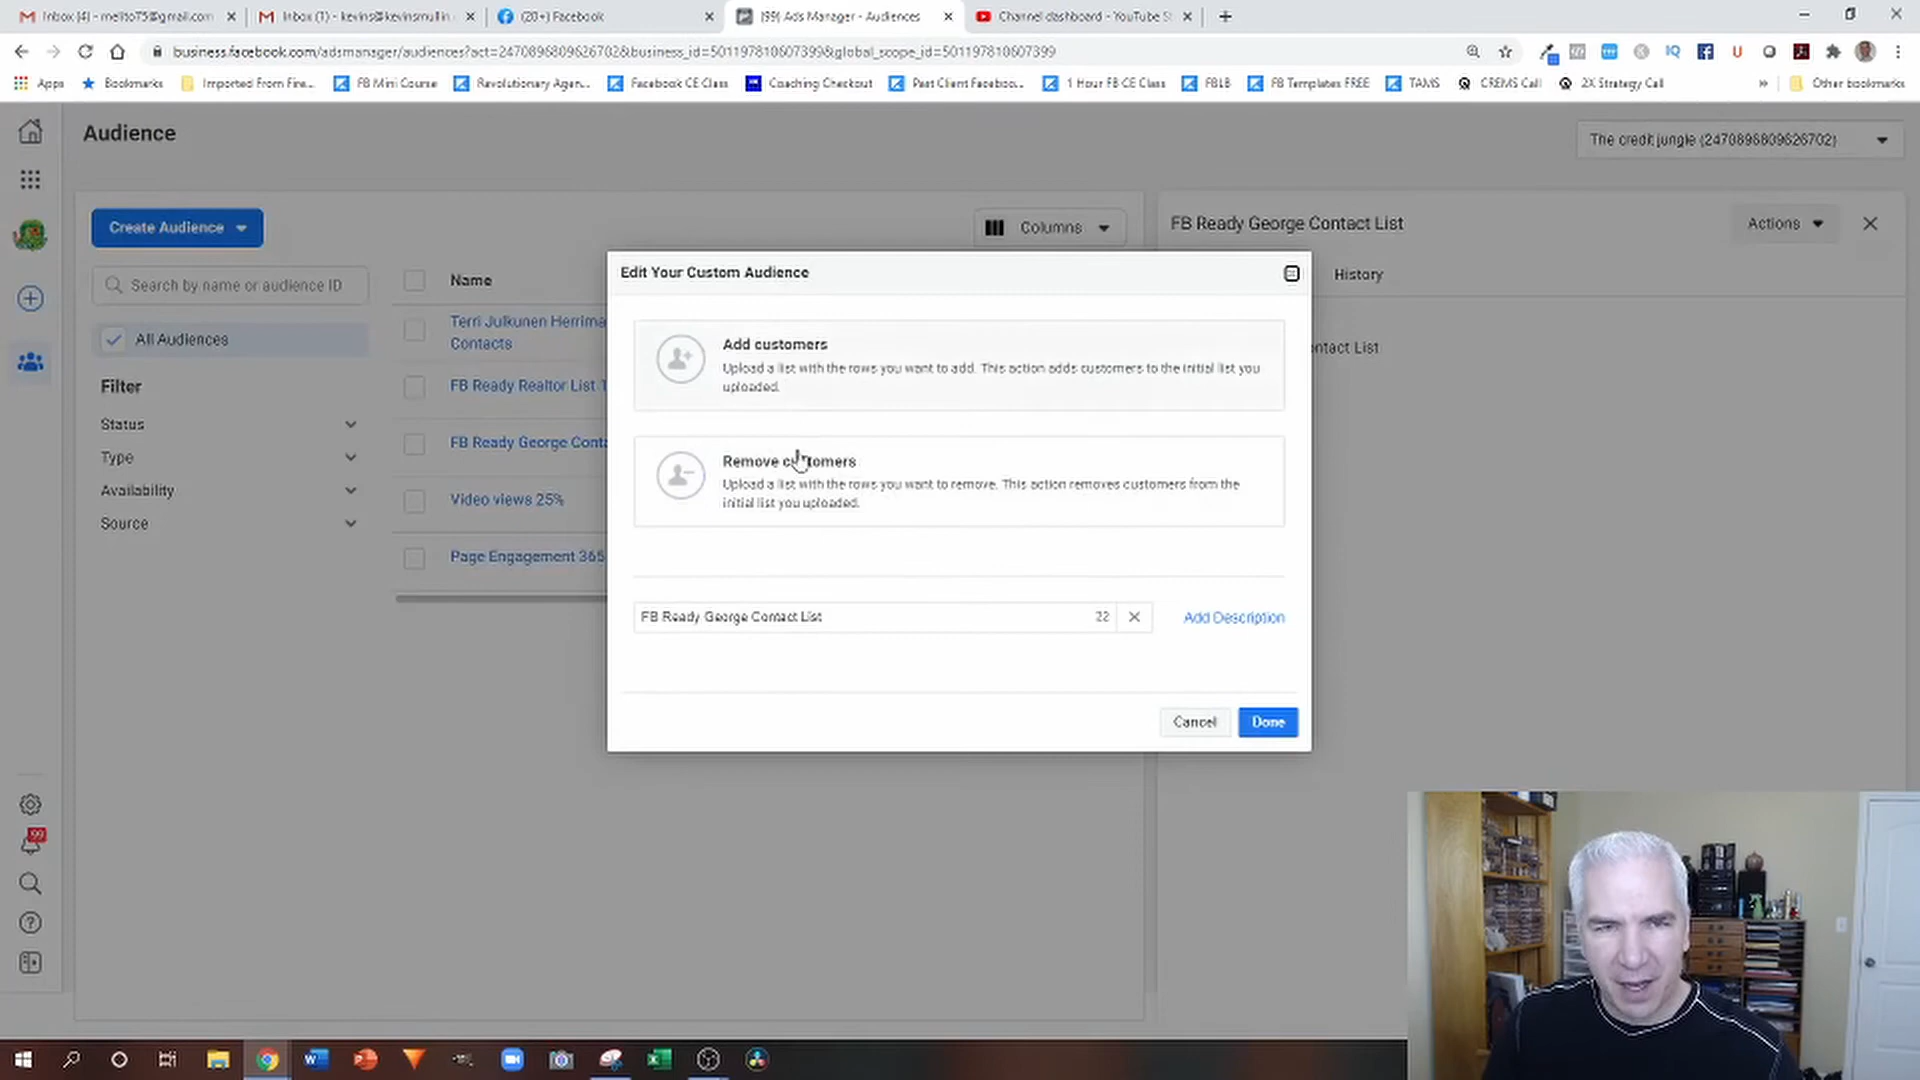 Inbox (4) - melito75@gmail.com
Inbox (1) - kevins@kevinsmullin
(20+) Facebook
(99) Ads Manager - Audiences
Channel dashboard - YouTube S
business.facebook.com/adsmanager/audiences?act=2470896809626702&business_id=501197810607399&global_scope_id=501197810607399
Apps
Bookmarks
Imported From Fire...
FB Mini Course
Revolutionary Agen...
Facebook CE Class
Coaching Checkout
Past Client Faceboo...
1 Hour FB CE Class
FBLB
FB Templates FREE
TAMS
CREMS Call
2X Strategy Call
Other bookmarks
Audience
The credit jungle (2470896809626702)
Create Audience
Columns
FB Ready George Contact List
Actions
Search by name or audience ID
Name
History
All Audiences
Filter
Status
Type
Availability
Source
Terri Julkunen Herrima
Contacts
FB Ready Realtor List 1
FB Ready George Conta
Video views 25%
Page Engagement 365
ntact List
Edit Your Custom Audience
Add customers
Upload a list with the rows you want to add. This action adds customers to the initial list you
uploaded.
Remove customers
Upload a list with the rows you want to remove. This action removes customers from the
initial list you uploaded.
FB Ready George Contact List
22
Add Description
Cancel
Done
99